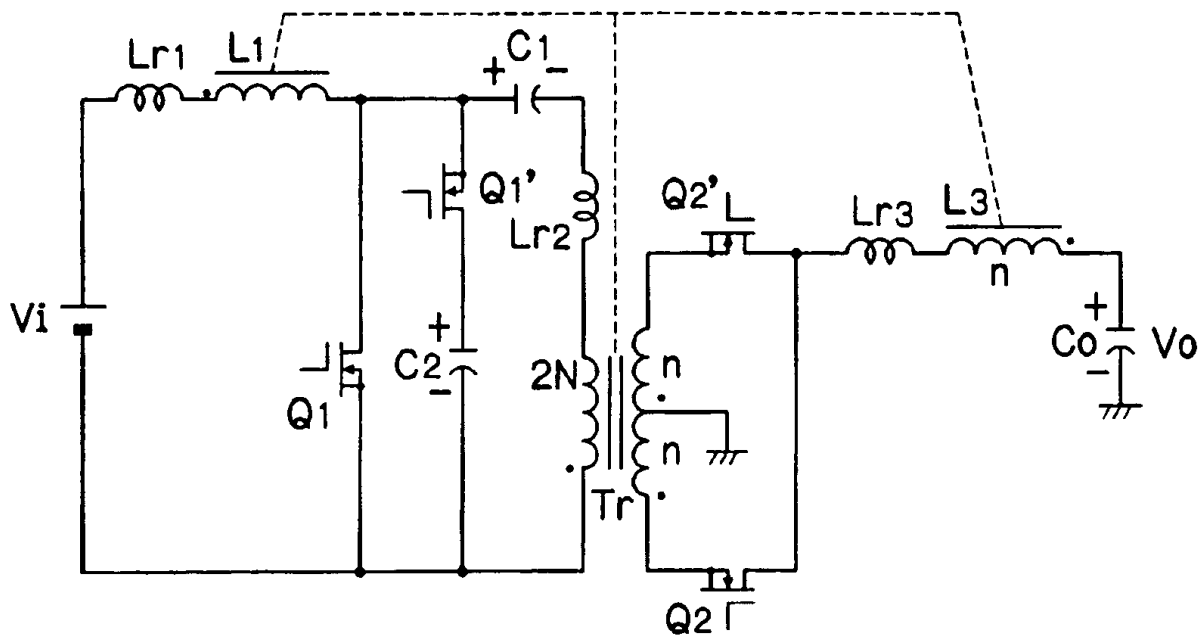 Lr1 L1 C1
+ -
Q1'
Lr2
Q2'
Lr3 L3
n
Vi
+
C2
-
Q1
2N
n
n
Tr
+
Co
-
Vo
Q2